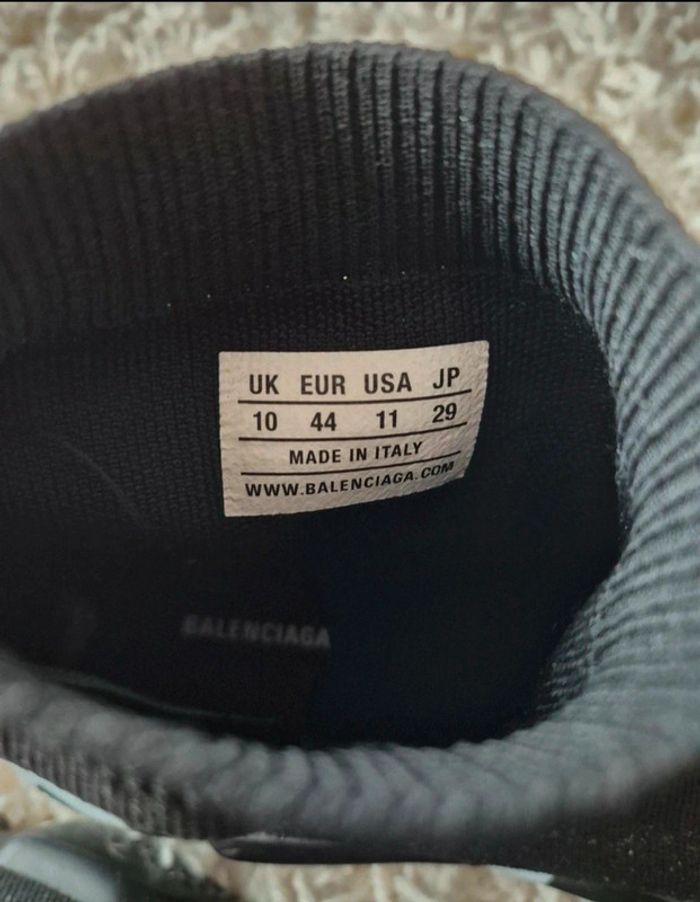 UK EUR USA JP
10 44 11 29
MADE IN ITALY
WWW.BALENCIAGA.COM
BALENCIAGA